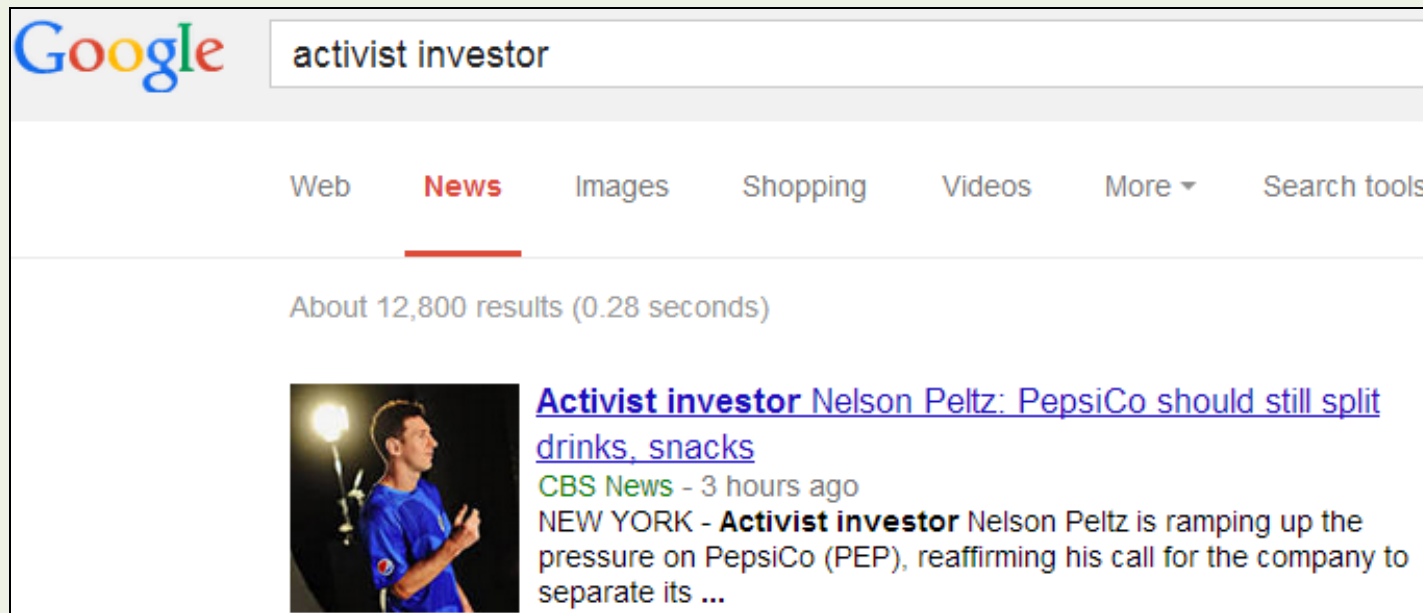 Google activist investor
Web News Images Shopping Videos More Search tools
About 12,800 results (0.28 seconds)
Activist investor Nelson Peltz: PepsiCo should still split
drinks, snacks
CBS News - 3 hours ago
NEW YORK - Activist investor Nelson Peltz is ramping up the
pressure on PepsiCo (PEP), reaffirming his call for the company to
separate its ...